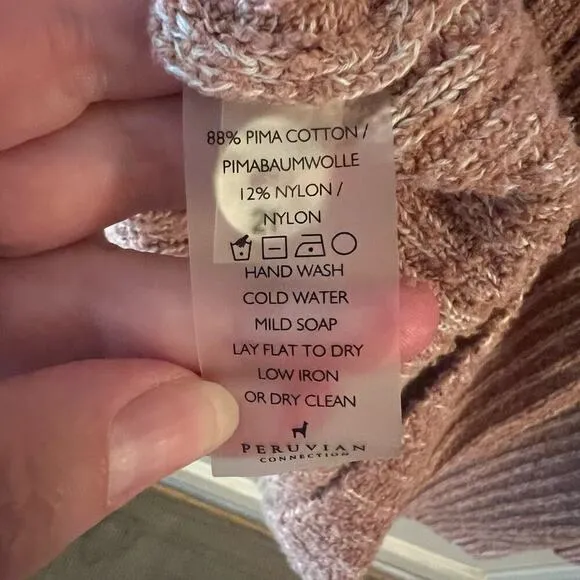 88% PIMA COTTON /
PIMABAUMWOLLE
12% NYLON /
NYLON
HAND WASH
COLD WATER
MILD SOAP
LAY FLAT TO DRY
LOW IRON
OR DRY CLEAN
PERUVIAN
CONNECTION